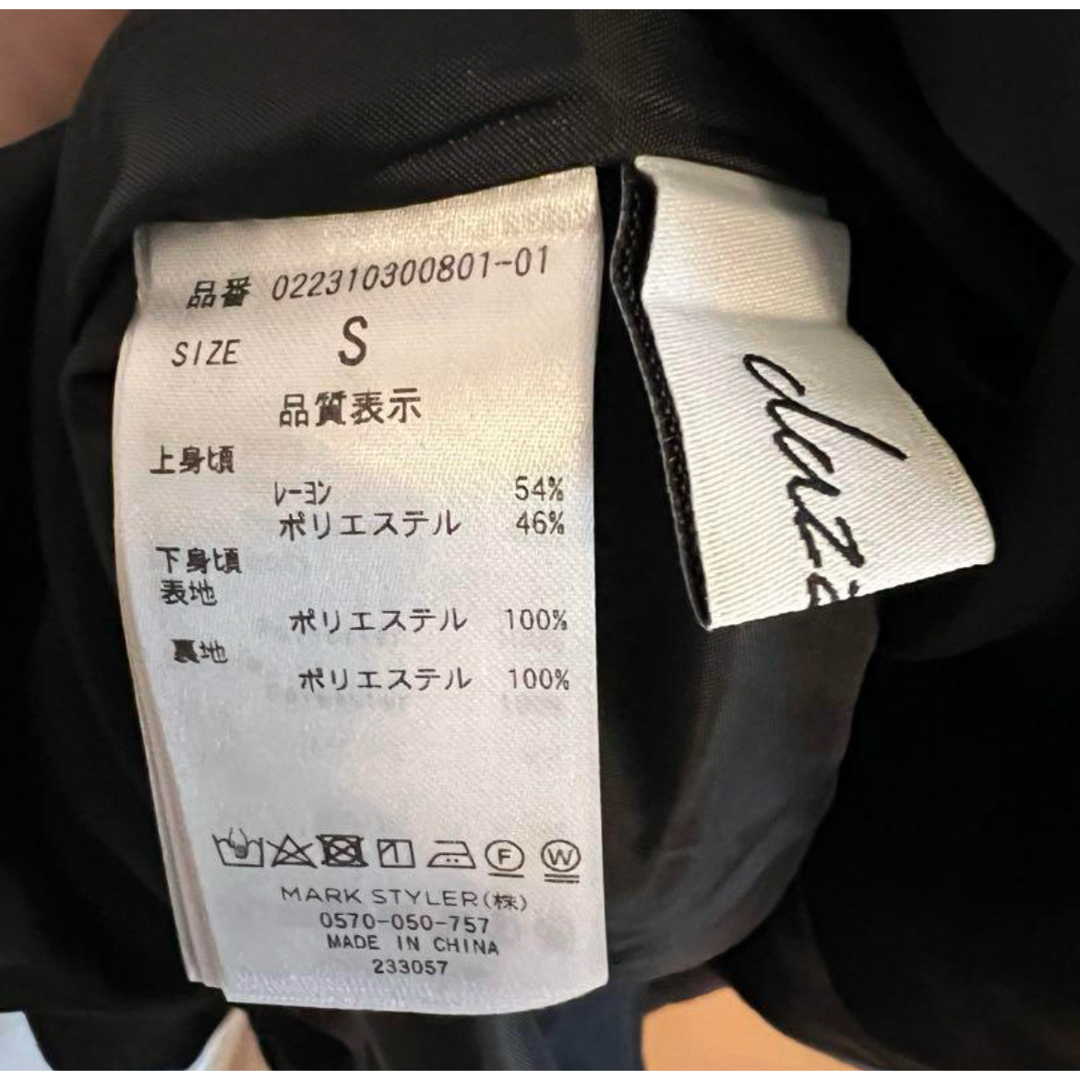 品番 022310300801-01
SIZE S
品質表示
上身頃
レーヨン 54%
ポリエステル 46%
下身頃
表地
ポリエステル 100%
裏地
ポリエステル 100%
F W
MARK STYLER(株)
0570-050-757
MADE IN CHINA
233057